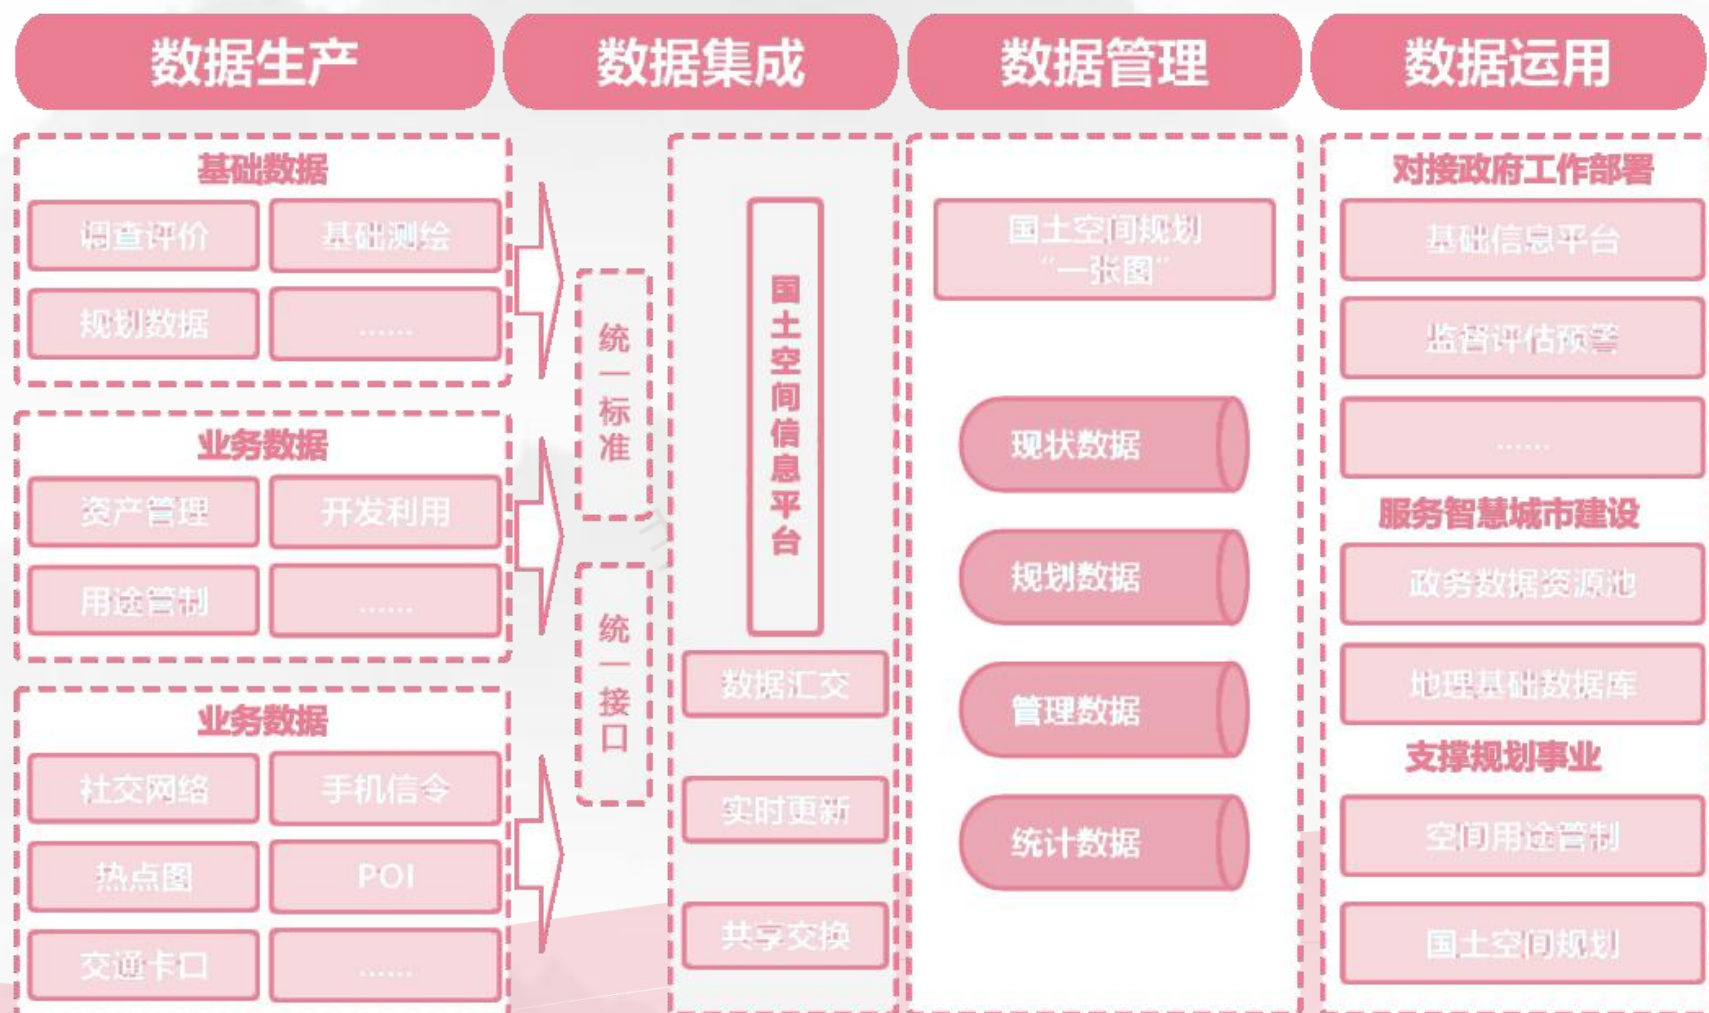 数据生产
数据集成
数据管理
数据运用
基础数据
调查评价
基础测绘
规划数据
……
业务数据
资产管理
开发利用
用途管制
……
业务数据
社交网络
手机信令
热点图
POI
交通卡口
……
统一标准
统一接口
国土空间信息平台
数据汇交
实时更新
共享交换
国土空间规划
“一张图”
现状数据
规划数据
管理数据
统计数据
对接政府工作部署
基础信息平台
监督评估预警
……
服务智慧城市建设
政务数据资源池
地理基础数据库
支撑规划事业
空间用途管制
国土空间规划